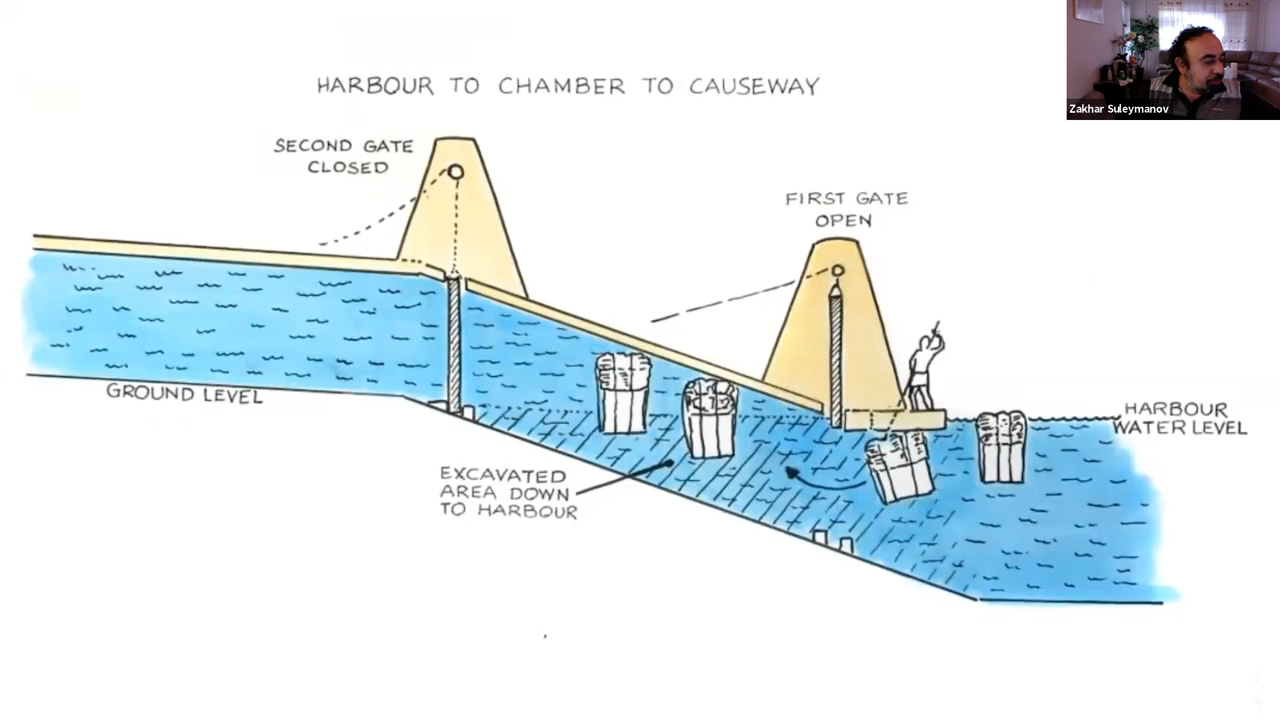 HARBOUR TO CHAMBER TO CAUSEWAY
SECOND GATE
CLOSED
FIRST GATE
OPEN
GROUND LEVEL
HARBOUR
WATER LEVEL
EXCAVATED
AREA DOWN
TO HARBOUR
Zakhar Suleymanov